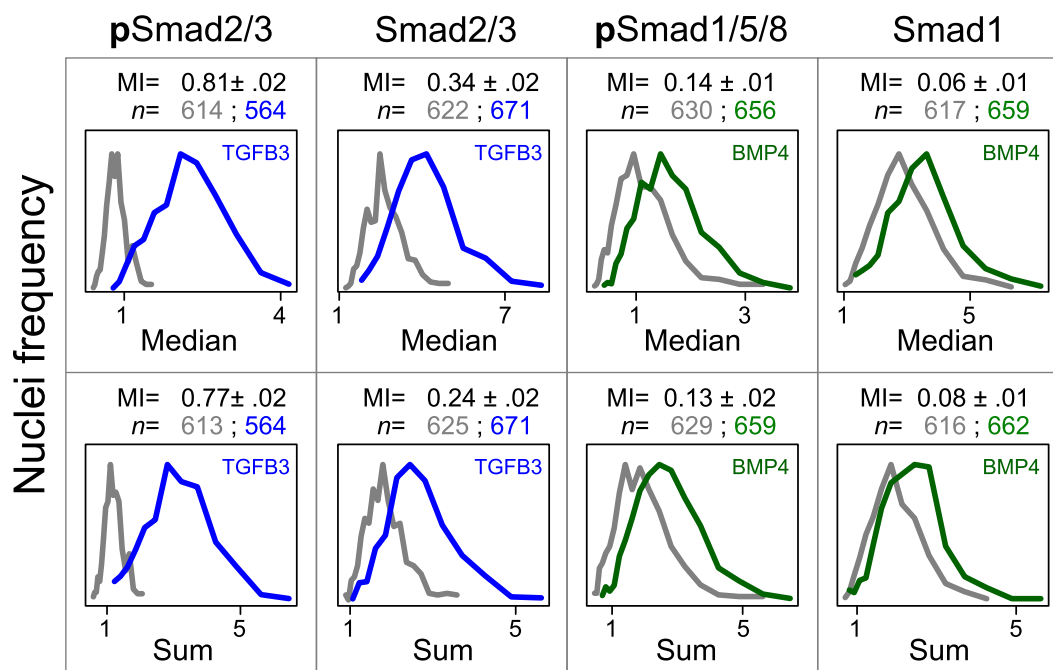 pSmad2/3 Smad2/3 pSmad1/5/8 Smad1
Nuclei frequency
MI= 0.81± .02
n= 614 ; 564
TGFB3
1 4
Median
MI= 0.34 ± .02
n= 622 ; 671
TGFB3
1 7
Median
MI= 0.14 ± .01
n= 630 ; 656
BMP4
1 3
Median
MI= 0.06 ± .01
n= 617 ; 659
BMP4
1 5
Median
MI= 0.77± .02
n= 613 ; 564
TGFB3
1 5
Sum
MI= 0.24 ± .02
n= 625 ; 671
TGFB3
1 5
Sum
MI= 0.13 ± .02
n= 629 ; 659
BMP4
1 5
Sum
MI= 0.08 ± .01
n= 616 ; 662
BMP4
1 5
Sum